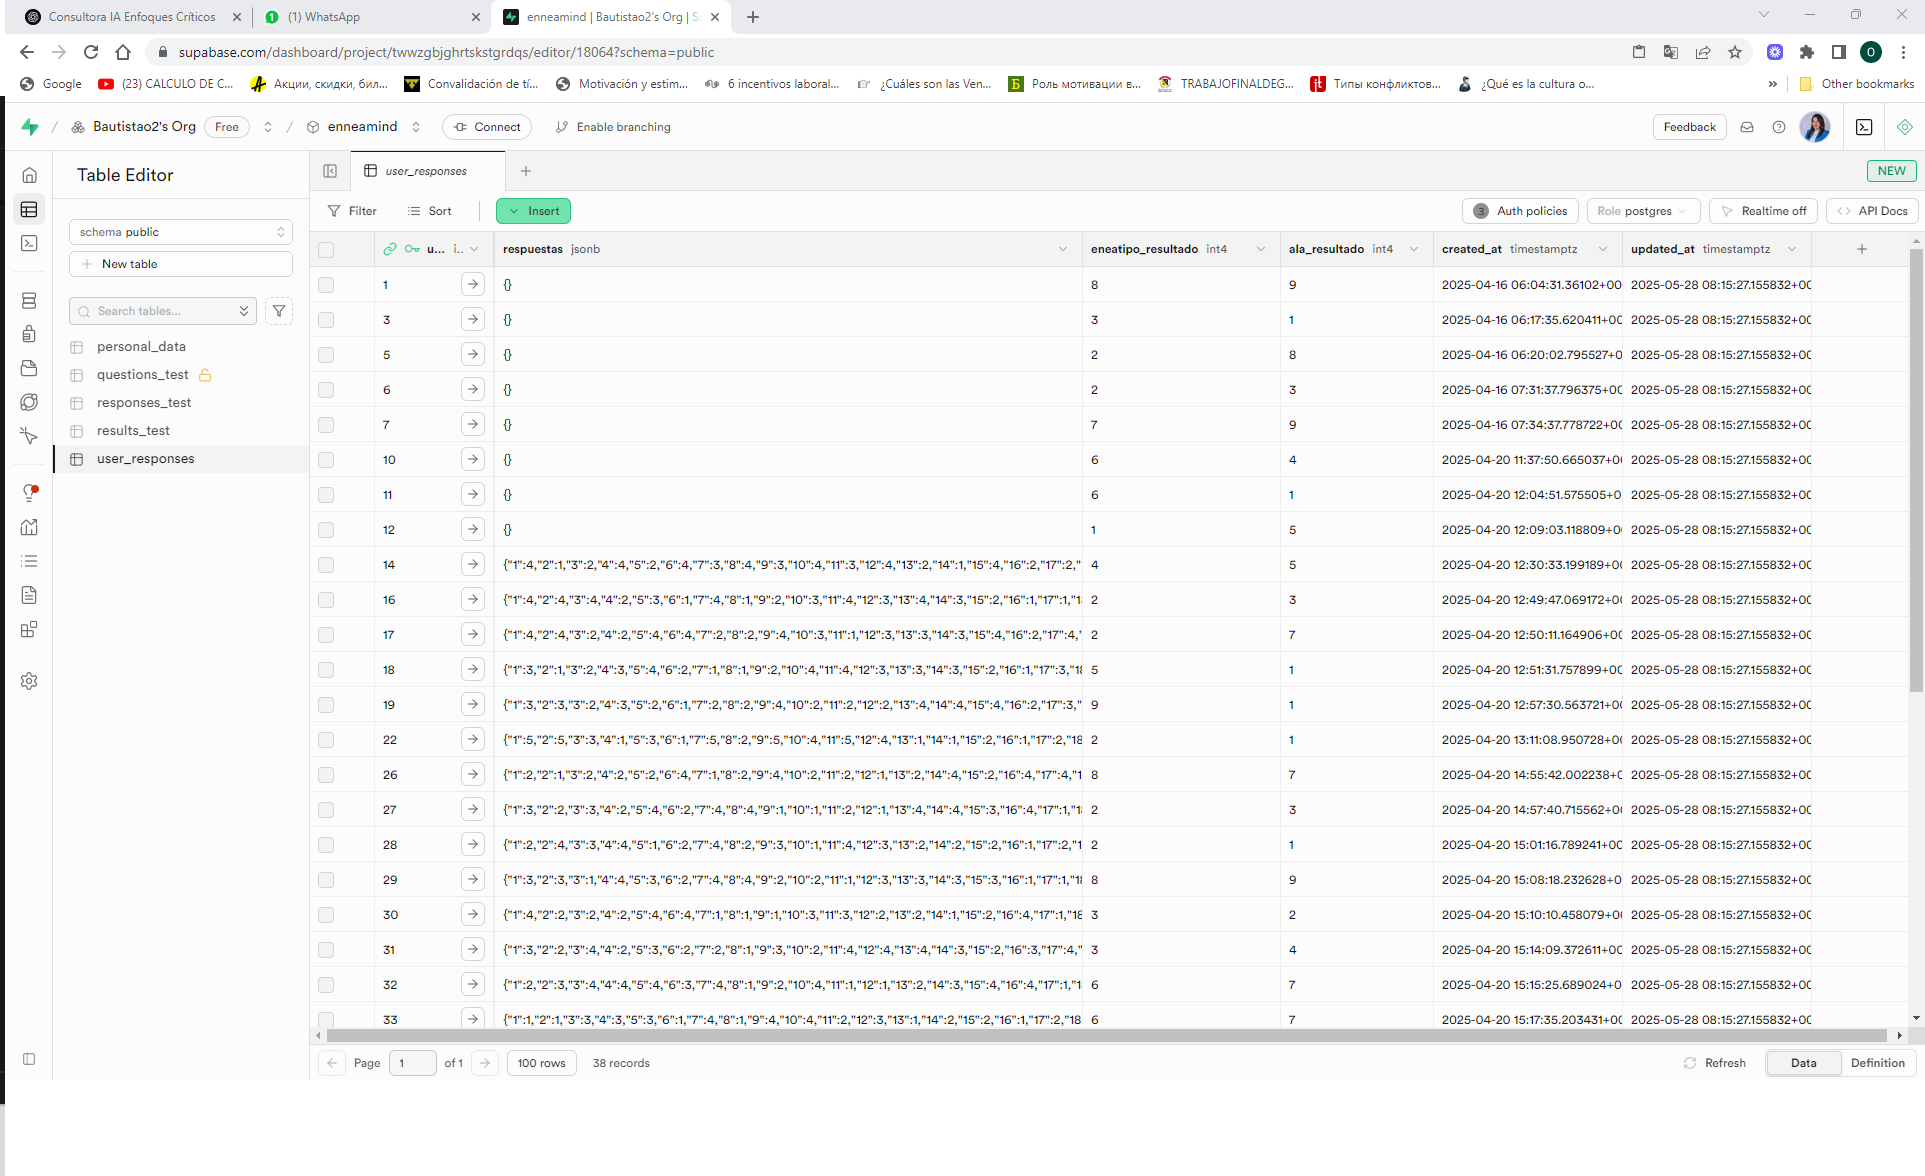 Consultora IA Enfoques Críticos
(1) WhatsApp
enneamind | Bautistao2's Org | S
supabase.com/dashboard/project/twwzgbjghrtskstgrdqs/editor/18064?schema=public
Google
(23) CALCULO DE C...
Акции, скидки, бил...
Convalidación de tí...
Motivación y estim...
6 incentivos laboral...
¿Cuáles son las Ven...
Роль мотивации в...
TRABAJOFINALDEG...
Типы конфликтов...
¿Qué es la cultura o...
»
Other bookmarks
/ Bautistao2's Org Free / enneamind Connect Enable branching
Feedback
Table Editor
user_responses
NEW
Filter Sort Insert
3 Auth policies Role postgres Realtime off API Docs
schema public
New table
Search tables...
personal_data
questions_test
responses_test
results_test
user_responses
u... i.. respuestas jsonb eneatipo_resultado int4 ala_resultado int4 created_at timestamptz updated_at timestamptz
1 {} 8 9 2025-04-16 06:04:31.36102+00 2025-05-28 08:15:27.155832+00
3 {} 3 1 2025-04-16 06:17:35.620411+00 2025-05-28 08:15:27.155832+00
5 {} 2 8 2025-04-16 06:20:02.795527+0 2025-05-28 08:15:27.155832+00
6 {} 2 3 2025-04-16 07:31:37.796375+00 2025-05-28 08:15:27.155832+00
7 {} 7 9 2025-04-16 07:34:37.778722+00 2025-05-28 08:15:27.155832+00
10 {} 6 4 2025-04-20 11:37:50.665037+0 2025-05-28 08:15:27.155832+00
11 {} 6 1 2025-04-20 12:04:51.575505+0 2025-05-28 08:15:27.155832+00
12 {} 1 5 2025-04-20 12:09:03.118809+0 2025-05-28 08:15:27.155832+00
14 {"1":4,"2":1,"3":2,"4":4,"5":2,"6":4,"7":3,"8":4,"9":3,"10":4,"11":3,"12":4,"13":2,"14":1,"15":4,"16":2,"17":2," 4 5 2025-04-20 12:30:33.199189+00 2025-05-28 08:15:27.155832+00
16 {"1":4,"2":4,"3":4,"4":2,"5":3,"6":1,"7":4,"8":1,"9":2,"10":3,"11":4,"12":3,"13":4,"14":3,"15":2,"16":1,"17":1,"1 2 3 2025-04-20 12:49:47.069172+00 2025-05-28 08:15:27.155832+00
17 {"1":4,"2":4,"3":2,"4":2,"5":4,"6":4,"7":2,"8":2,"9":4,"10":3,"11":1,"12":3,"13":3,"14":3,"15":4,"16":2,"17":4," 2 7 2025-04-20 12:50:11.164906+00 2025-05-28 08:15:27.155832+00
18 {"1":3,"2":1,"3":2,"4":3,"5":4,"6":2,"7":1,"8":1,"9":2,"10":4,"11":4,"12":3,"13":3,"14":3,"15":2,"16":1,"17":3,"18 5 1 2025-04-20 12:51:31.757899+00 2025-05-28 08:15:27.155832+00
19 {"1":3,"2":3,"3":2,"4":3,"5":2,"6":1,"7":2,"8":2,"9":4,"10":2,"11":2,"12":2,"13":4,"14":4,"15":4,"16":2,"17":3," 9 1 2025-04-20 12:57:30.563721+00 2025-05-28 08:15:27.155832+00
22 {"1":5,"2":5,"3":3,"4":1,"5":3,"6":1,"7":5,"8":2,"9":5,"10":4,"11":5,"12":4,"13":1,"14":1,"15":2,"16":1,"17":2,"18 2 1 2025-04-20 13:11:08.950728+00 2025-05-28 08:15:27.155832+00
26 {"1":2,"2":1,"3":2,"4":2,"5":2,"6":4,"7":1,"8":2,"9":4,"10":2,"11":2,"12":1,"13":2,"14":4,"15":2,"16":4,"17":4,"1 8 7 2025-04-20 14:55:42.002238+0 2025-05-28 08:15:27.155832+00
27 {"1":3,"2":2,"3":3,"4":2,"5":4,"6":2,"7":4,"8":4,"9":1,"10":1,"11":2,"12":1,"13":4,"14":4,"15":3,"16":4,"17":1,"1 2 3 2025-04-20 14:57:40.715562+00 2025-05-28 08:15:27.155832+00
28 {"1":2,"2":4,"3":3,"4":4,"5":1,"6":2,"7":4,"8":2,"9":3,"10":1,"11":4,"12":3,"13":2,"14":2,"15":2,"16":1,"17":2,"1 2 1 2025-04-20 15:01:16.789241+00 2025-05-28 08:15:27.155832+00
29 {"1":3,"2":3,"3":1,"4":4,"5":3,"6":2,"7":4,"8":4,"9":2,"10":2,"11":1,"12":3,"13":3,"14":3,"15":3,"16":1,"17":1,"18 8 9 2025-04-20 15:08:18.232628+0 2025-05-28 08:15:27.155832+00
30 {"1":4,"2":2,"3":2,"4":2,"5":4,"6":4,"7":1,"8":1,"9":1,"10":3,"11":3,"12":2,"13":2,"14":1,"15":2,"16":4,"17":1,"18 3 2 2025-04-20 15:10:10.458079+00 2025-05-28 08:15:27.155832+00
31 {"1":3,"2":2,"3":4,"4":2,"5":3,"6":2,"7":2,"8":1,"9":3,"10":2,"11":4,"12":4,"13":4,"14":3,"15":2,"16":3,"17":4," 3 4 2025-04-20 15:14:09.372611+00 2025-05-28 08:15:27.155832+00
32 {"1":2,"2":3,"3":4,"4":4,"5":4,"6":3,"7":4,"8":1,"9":2,"10":4,"11":1,"12":1,"13":2,"14":3,"15":4,"16":4,"17":1,"1 6 7 2025-04-20 15:15:25.689024+0 2025-05-28 08:15:27.155832+00
33 {"1":1,"2":1,"3":3,"4":3,"5":3,"6":1,"7":4,"8":1,"9":4,"10":4,"11":2,"12":3,"13":1,"14":2,"15":2,"16":1,"17":2,"18 6 7 2025-04-20 15:17:35.203431+00 2025-05-28 08:15:27.155832+00
Page 1 of 1 100 rows 38 records
Refresh Data Definition